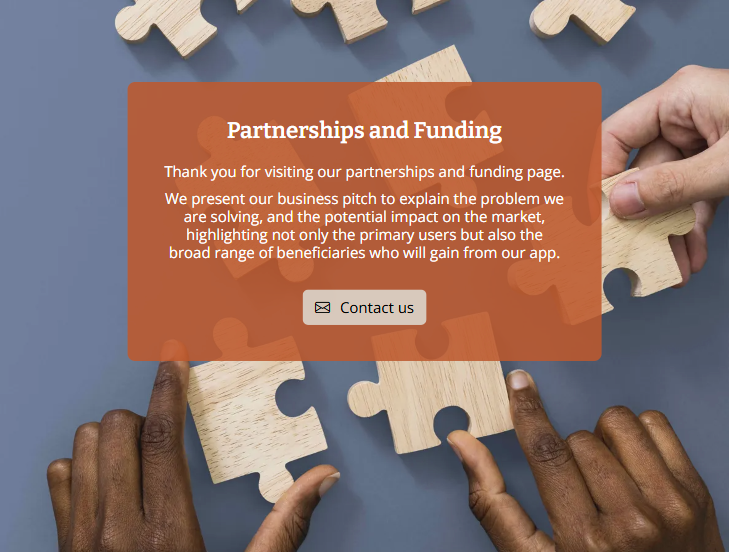 Partnerships and Funding
Thank you for visiting our partnerships and funding page.
We present our business pitch to explain the problem we
are solving, and the potential impact on the market,
highlighting not only the primary users but also the
broad range of beneficiaries who will gain from our app.
Contact us